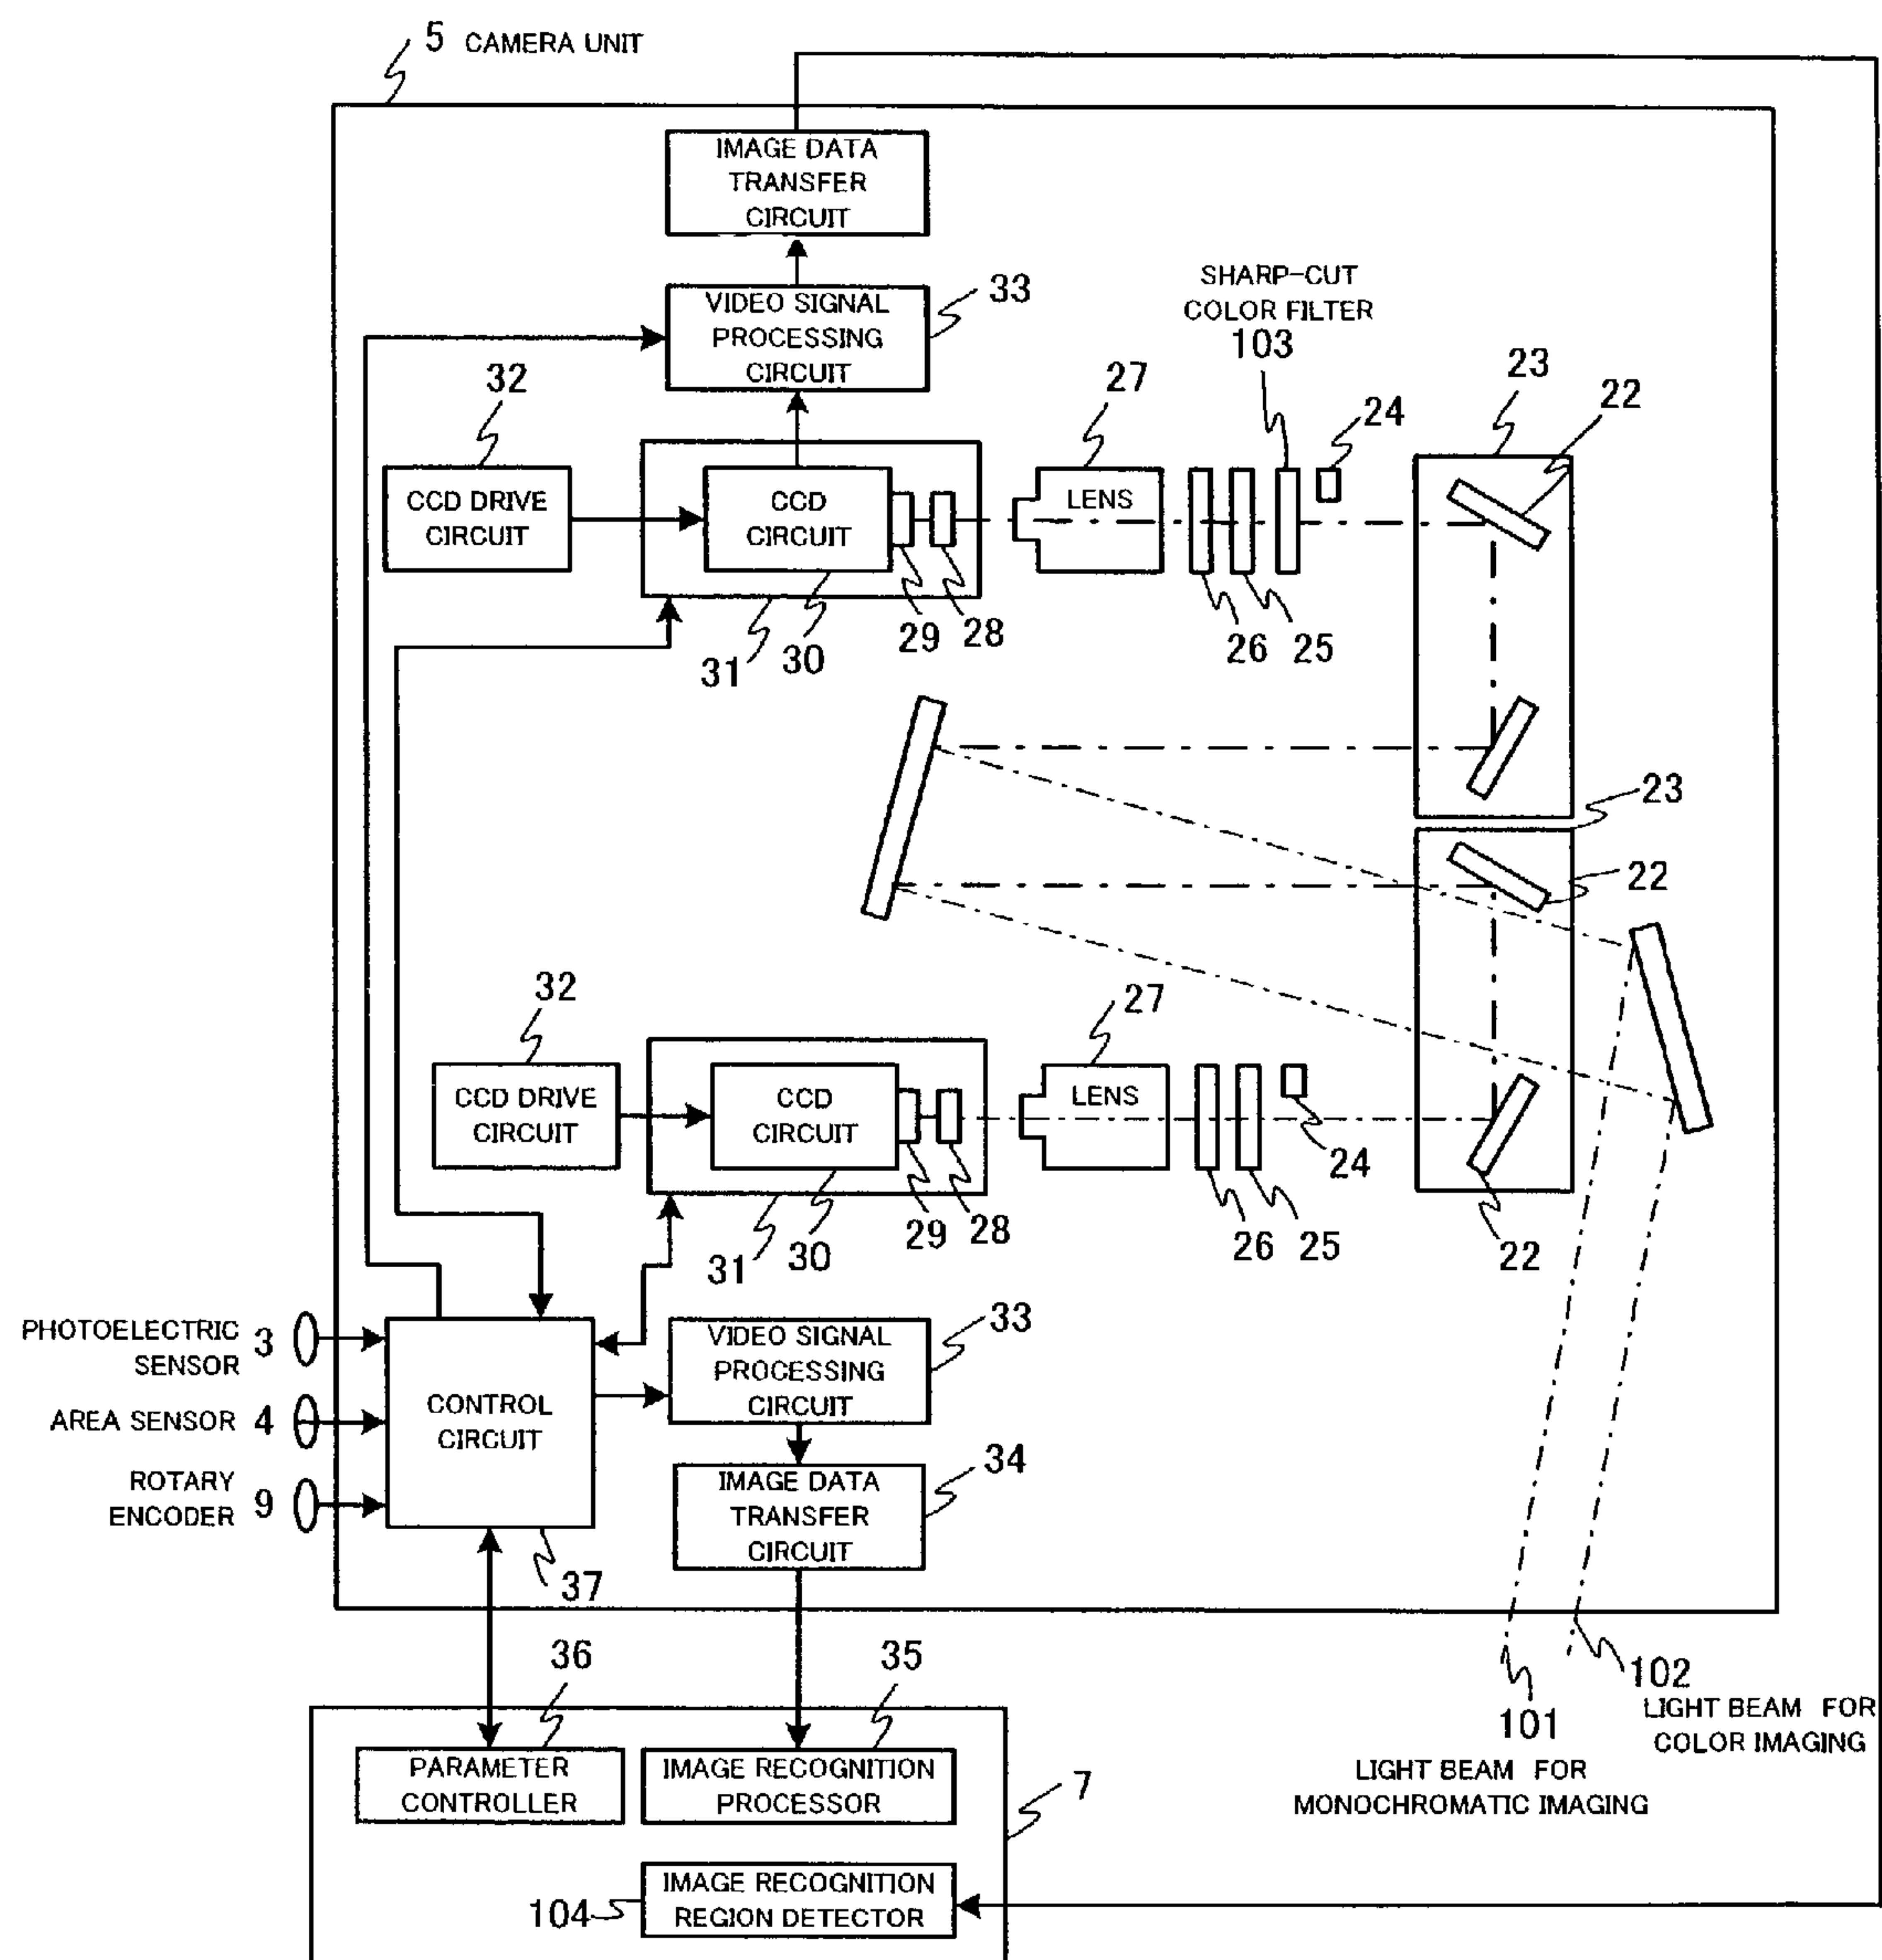 5 CAMERA UNIT
IMAGE DATA
TRANSFER
CIRCUIT
VIDEO SIGNAL
PROCESSING
CIRCUIT
33
SHARP-CUT
COLOR FILTER
103
32
27
24
23
22
CCD DRIVE
CIRCUIT
CCD
CIRCUIT
LENS
31
30
29
28
26
25
23
22
32
27
CCD DRIVE
CIRCUIT
CCD
CIRCUIT
LENS
24
31
30
29
28
26
25
22
PHOTOELECTRIC
SENSOR
3
AREA SENSOR 4
ROTARY
ENCODER
9
CONTROL
CIRCUIT
37
VIDEO SIGNAL
PROCESSING
CIRCUIT
33
IMAGE DATA
TRANSFER
CIRCUIT
34
36
35
101
LIGHT BEAM FOR
MONOCHROMATIC IMAGING
102
LIGHT BEAM FOR
COLOR IMAGING
PARAMETER
CONTROLLER
IMAGE RECOGNITION
PROCESSOR
7
104
IMAGE RECOGNITION
REGION DETECTOR